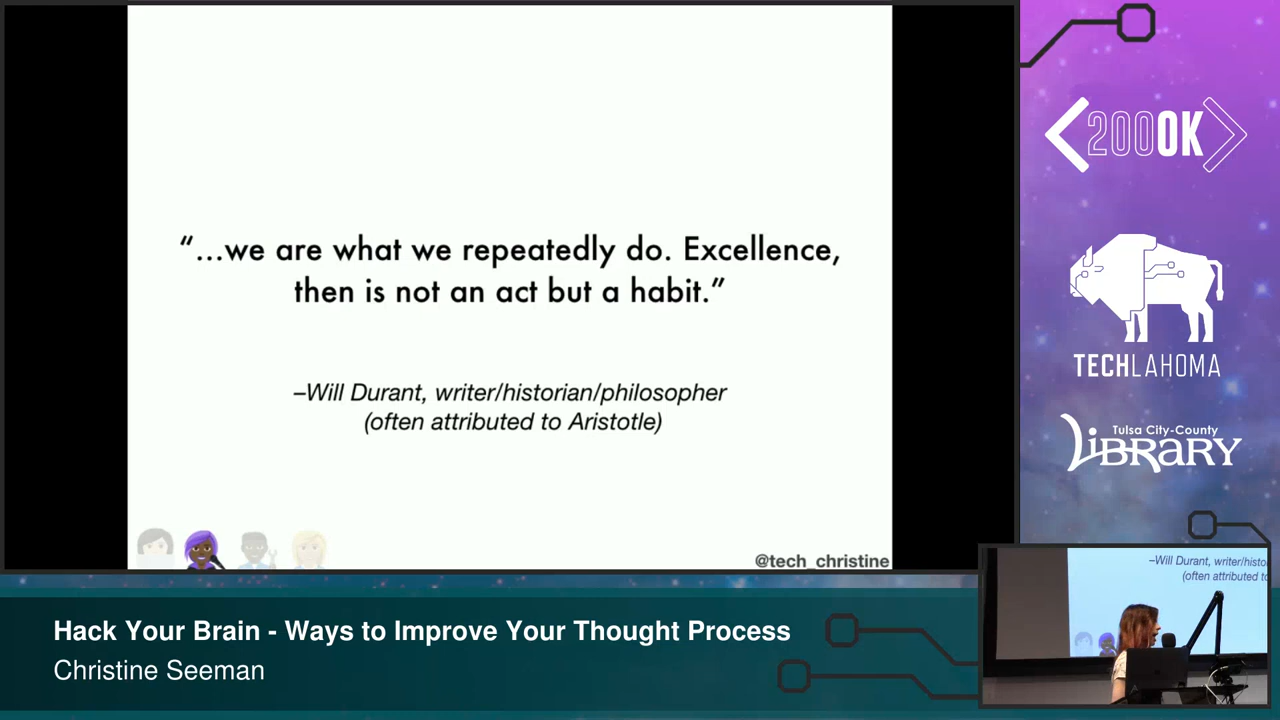 “...we are what we repeatedly do. Excellence,
then is not an act but a habit.”
–Will Durant, writer/historian/philosopher
(often attributed to Aristotle)
@tech_christine
200OK
TECHLAHOMA
Tulsa City-County
LIBRARY
–Will Durant, writer/histo
(often attributed to
Hack Your Brain - Ways to Improve Your Thought Process
Christine Seeman